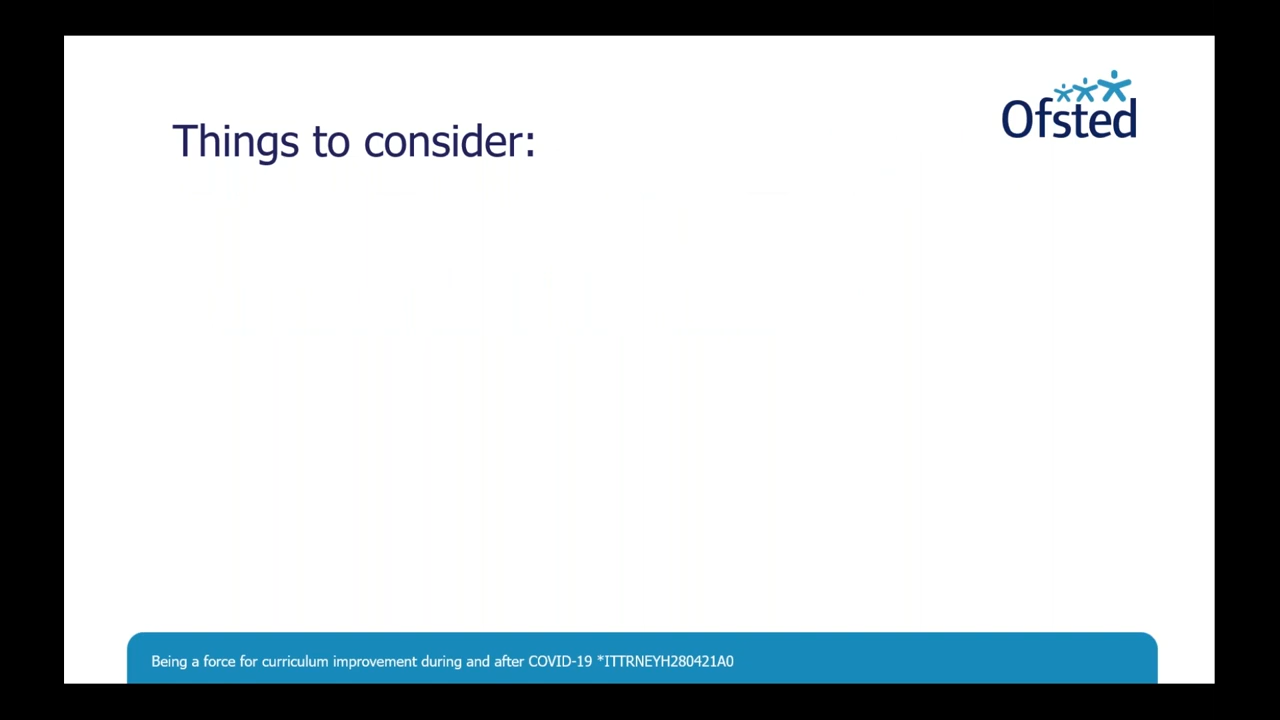 Ofsted
Things to consider:
Being a force for curriculum improvement during and after COVID-19 *ITTRNEYH280421A0